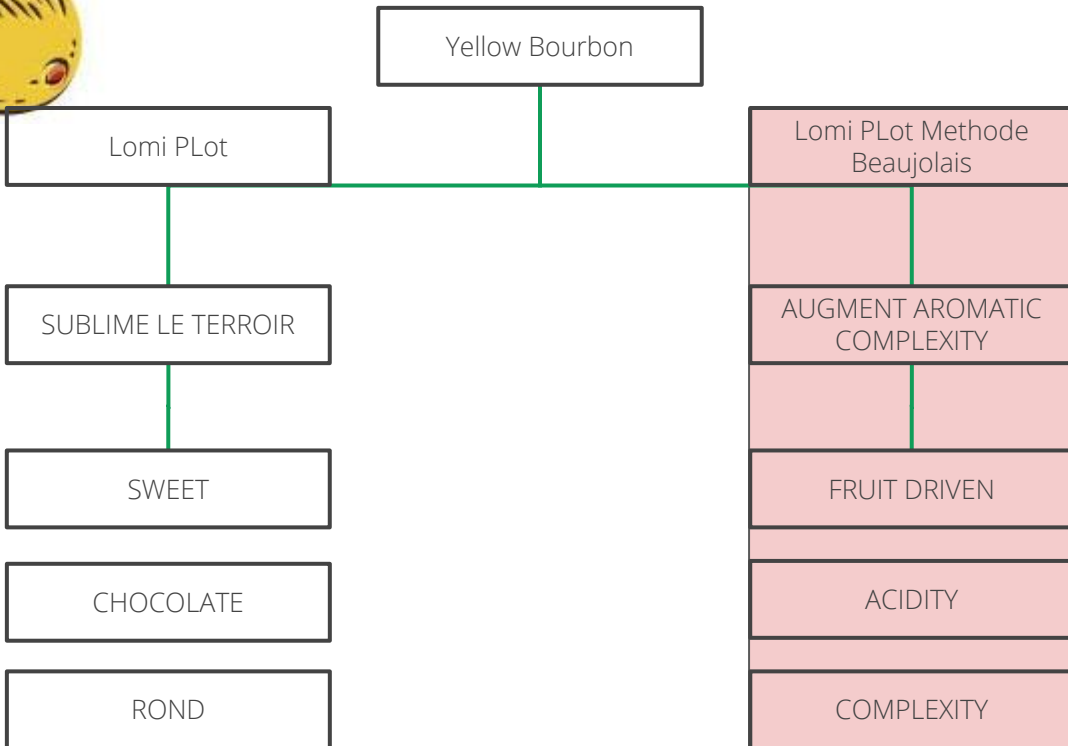 Yellow Bourbon
Lomi PLot
Lomi PLot Methode
Beaujolais
SUBLIME LE TERROIR
AUGMENT AROMATIC
COMPLEXITY
SWEET
FRUIT DRIVEN
CHOCOLATE
ACIDITY
ROND
COMPLEXITY